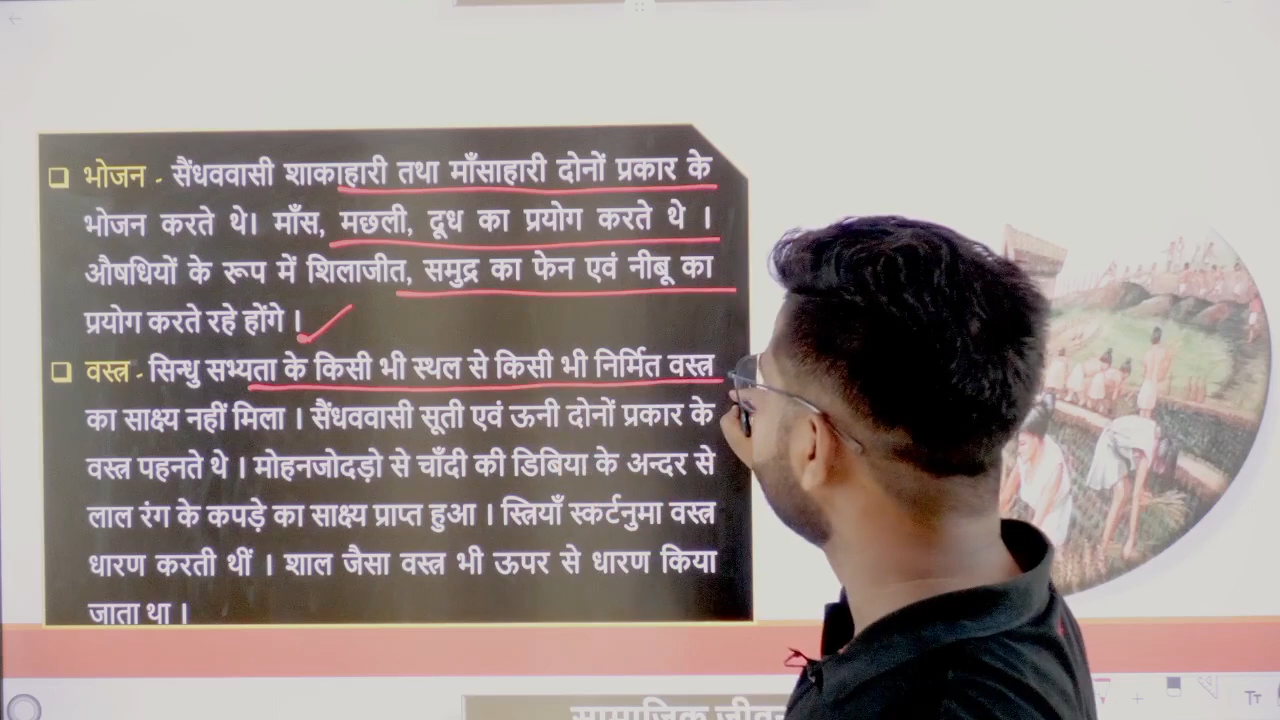 भोजन - सैंधववासी शाकाहारी तथा माँसाहारी दोनों प्रकार के
भोजन करते थे। माँस, मछली, दूध का प्रयोग करते थे ।
औषधियों के रूप में शिलाजीत, समुद्र का फेन एवं नीबू का
प्रयोग करते रहे होंगे ।
वस्त्र - सिन्धु सभ्यता के किसी भी स्थल से किसी भी निर्मित वस्त्र
का साक्ष्य नहीं मिला । सैंधववासी सूती एवं ऊनी दोनों प्रकार के
वस्त्र पहनते थे । मोहनजोदड़ो से चाँदी की डिबिया के अन्दर से
लाल रंग के कपड़े का साक्ष्य प्राप्त हुआ । स्त्रियाँ स्कर्टनुमा वस्त्र
धारण करती थीं । शाल जैसा वस्त्र भी ऊपर से धारण किया
जाता था ।
सामाजिक जीवन
TT